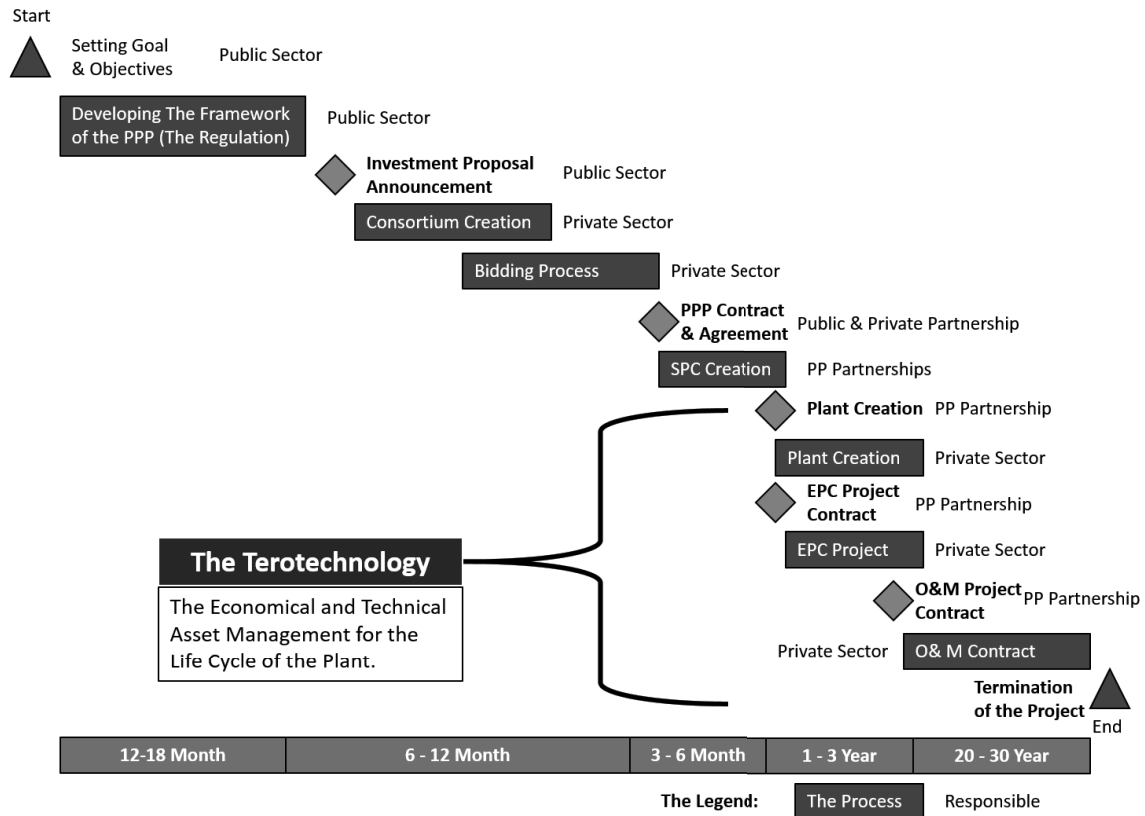 Start
Setting Goal
& Objectives
Public Sector
Developing The Framework
of the PPP (The Regulation)
Public Sector
Investment Proposal
Announcement
Public Sector
Consortium Creation
Private Sector
Bidding Process
Private Sector
PPP Contract
& Agreement
Public & Private Partnership
SPC Creation
PP Partnerships
Plant Creation
PP Partnership
Plant Creation
Private Sector
EPC Project
Contract
PP Partnership
EPC Project
Private Sector
The Terotechnology
The Economical and Technical
Asset Management for the
Life Cycle of the Plant.
O&M Project
Contract
PP Partnership
Private Sector
O& M Contract
Termination
of the Project
End
12-18 Month
6 - 12 Month
3 - 6 Month
1 - 3 Year
20 - 30 Year
The Legend:
The Process
Responsible